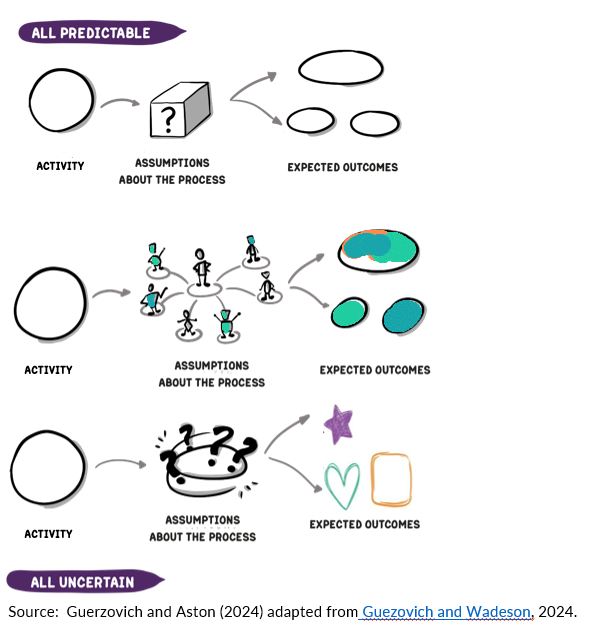 ALL PREDICTABLE
?
ACTIVITY
ASSUMPTIONS
ABOUT THE PROCESS
EXPECTED OUTCOMES
ACTIVITY
ASSUMPTIONS
ABOUT THE PROCESS
EXPECTED OUTCOMES
? ? ? ?
ACTIVITY
ASSUMPTIONS
ABOUT THE PROCESS
EXPECTED OUTCOMES
ALL UNCERTAIN
Source: Guerzovich and Aston (2024) adapted from Guezovich and Wadeson, 2024.